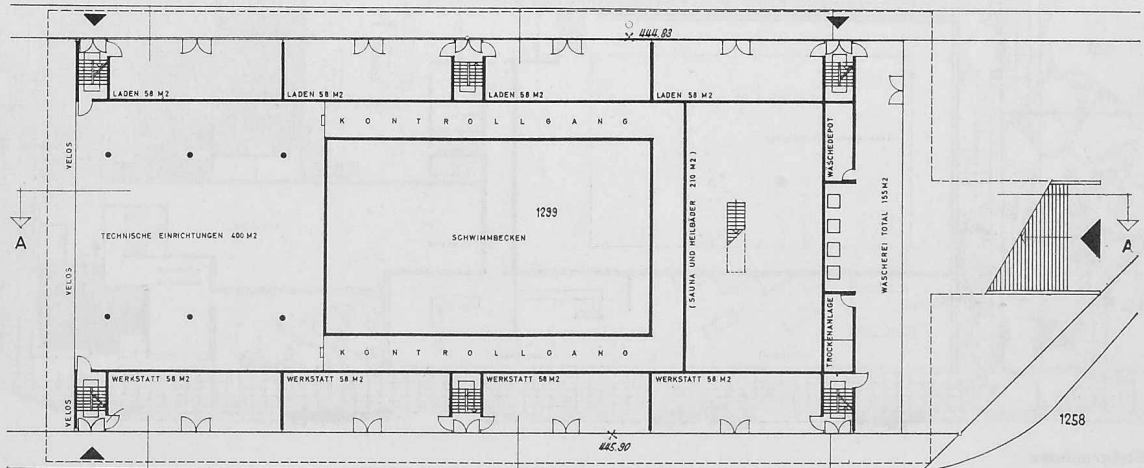 444.83
LADEN 58 M2
LADEN 58 M2
LADEN 58 M2
LADEN 58 M2
KONTROLLGANG
VELOS
WÄSCHEDEPOT
(SAUNA UND HEILBÄDER 210 M2)
1299
A
A
TECHNISCHE EINRICHTUNGEN 400 M2
SCHWIMMBECKEN
WÄSCHEREI TOTAL 155 M2
VELOS
TROCKENANLAGE
KONTROLLGANG
WERKSTATT 58 M2
WERKSTATT 58 M2
WERKSTATT 58 M2
WERKSTATT 58 M2
VELOS
1258
445.90